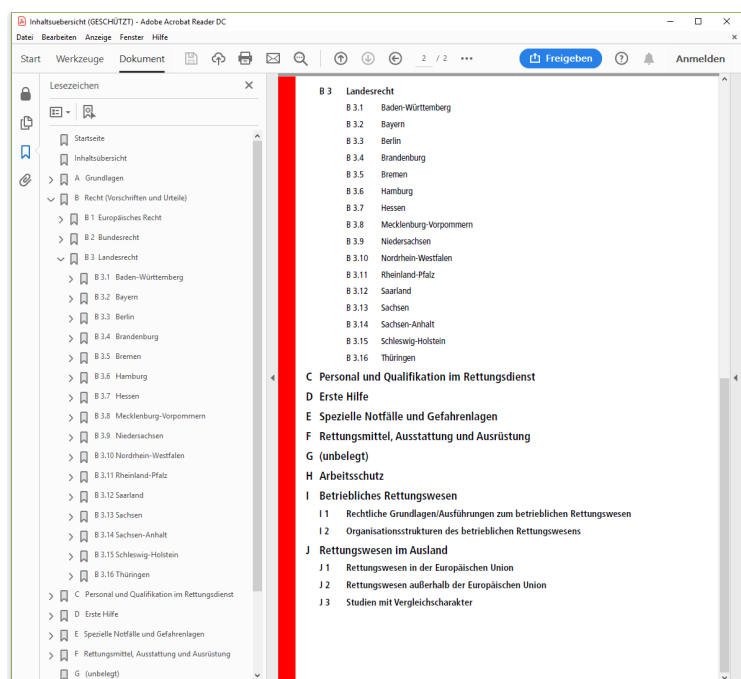 Inhaltsuebersicht (GESCHÜTZT) - Adobe Acrobat Reader DC
Datei Bearbeiten Anzeige Fenster Hilfe
Start Werkzeuge Dokument 2 / 2 Freigeben Anmelden
Lesezeichen
Startseite
Inhaltsübersicht
A Grundlagen
B Recht (Vorschriften und Urteile)
B 1 Europäisches Recht
B 2 Bundesrecht
B 3 Landesrecht
B 3.1 Baden-Württemberg
B 3.2 Bayern
B 3.3 Berlin
B 3.4 Brandenburg
B 3.5 Bremen
B 3.6 Hamburg
B 3.7 Hessen
B 3.8 Mecklenburg-Vorpommern
B 3.9 Niedersachsen
B 3.10 Nordrhein-Westfalen
B 3.11 Rheinland-Pfalz
B 3.12 Saarland
B 3.13 Sachsen
B 3.14 Sachsen-Anhalt
B 3.15 Schleswig-Holstein
B 3.16 Thüringen
C Personal und Qualifikation im Rettungsdienst
D Erste Hilfe
E Spezielle Notfälle und Gefahrenlagen
F Rettungsmittel, Ausstattung und Ausrüstung
G (unbelegt)
B 3 Landesrecht
B 3.1 Baden-Württemberg
B 3.2 Bayern
B 3.3 Berlin
B 3.4 Brandenburg
B 3.5 Bremen
B 3.6 Hamburg
B 3.7 Hessen
B 3.8 Mecklenburg-Vorpommern
B 3.9 Niedersachsen
B 3.10 Nordrhein-Westfalen
B 3.11 Rheinland-Pfalz
B 3.12 Saarland
B 3.13 Sachsen
B 3.14 Sachsen-Anhalt
B 3.15 Schleswig-Holstein
B 3.16 Thüringen
C Personal und Qualifikation im Rettungsdienst
D Erste Hilfe
E Spezielle Notfälle und Gefahrenlagen
F Rettungsmittel, Ausstattung und Ausrüstung
G (unbelegt)
H Arbeitsschutz
I Betriebliches Rettungswesen
I 1 Rechtliche Grundlagen/Ausführungen zum betrieblichen Rettungswesen
I 2 Organisationsstrukturen des betrieblichen Rettungswesens
J Rettungswesen im Ausland
J 1 Rettungswesen in der Europäischen Union
J 2 Rettungswesen außerhalb der Europäischen Union
J 3 Studien mit Vergleichscharakter